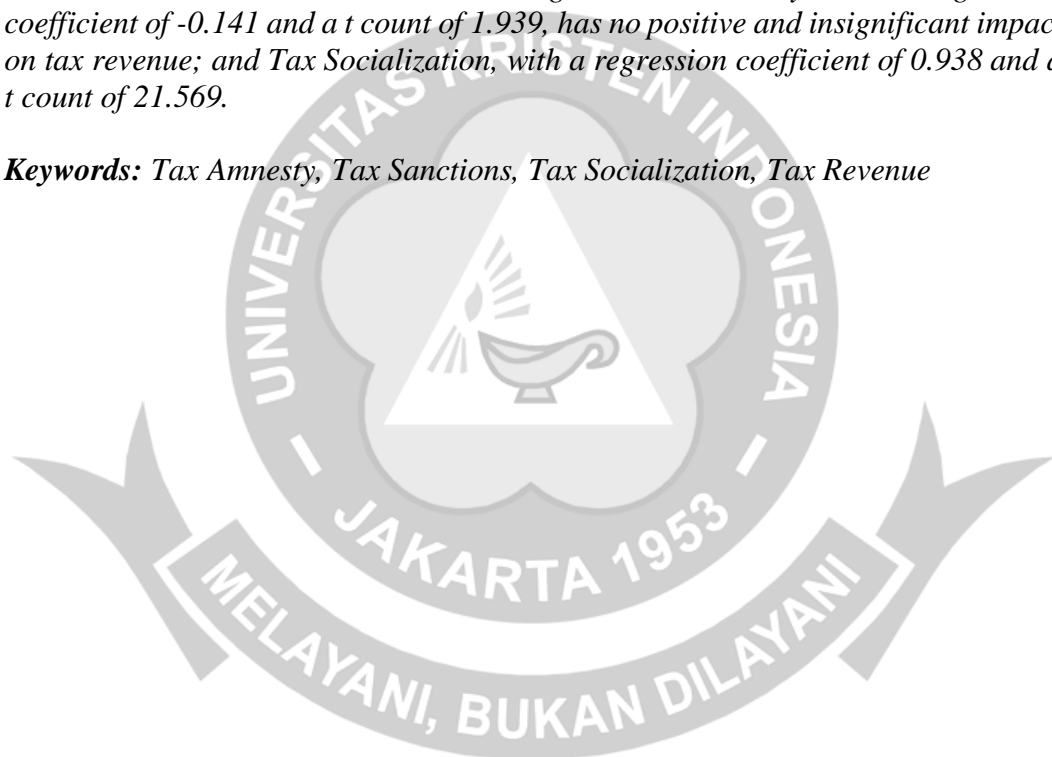 coefficient of -0.141 and a t count of 1.939, has no positive and insignificant impac
on tax revenue; and Tax Socialization, with a regression coefficient of 0.938 and a
t count of 21.569.
Keywords: Tax Amnesty, Tax Sanctions, Tax Socialization, Tax Revenue
UNIVERSITAS KRISTEN INDONESIA
JAKARTA 1953
MELAYANI, BUKAN DILAYANI